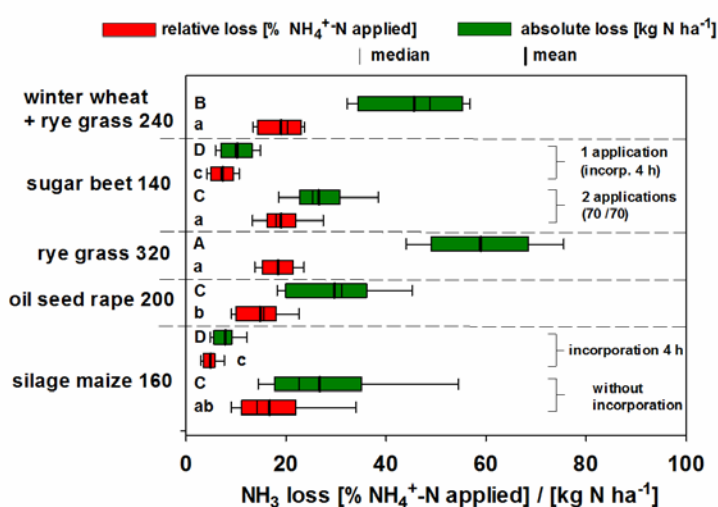 relative loss [% NH₄⁺-N applied] absolute loss [kg N ha⁻¹]
| median | mean
winter wheat
+ rye grass 240
B
a
sugar beet 140
D
c
1 application
(incorp. 4 h)
C
a
2 applications
(70 /70)
rye grass 320
A
a
oil seed rape 200
C
b
silage maize 160
D
c
incorporation 4 h
C
ab
without
incorporation
0 20 40 60 80 100
NH₃ loss [% NH₄⁺-N applied] / [kg N ha⁻¹]